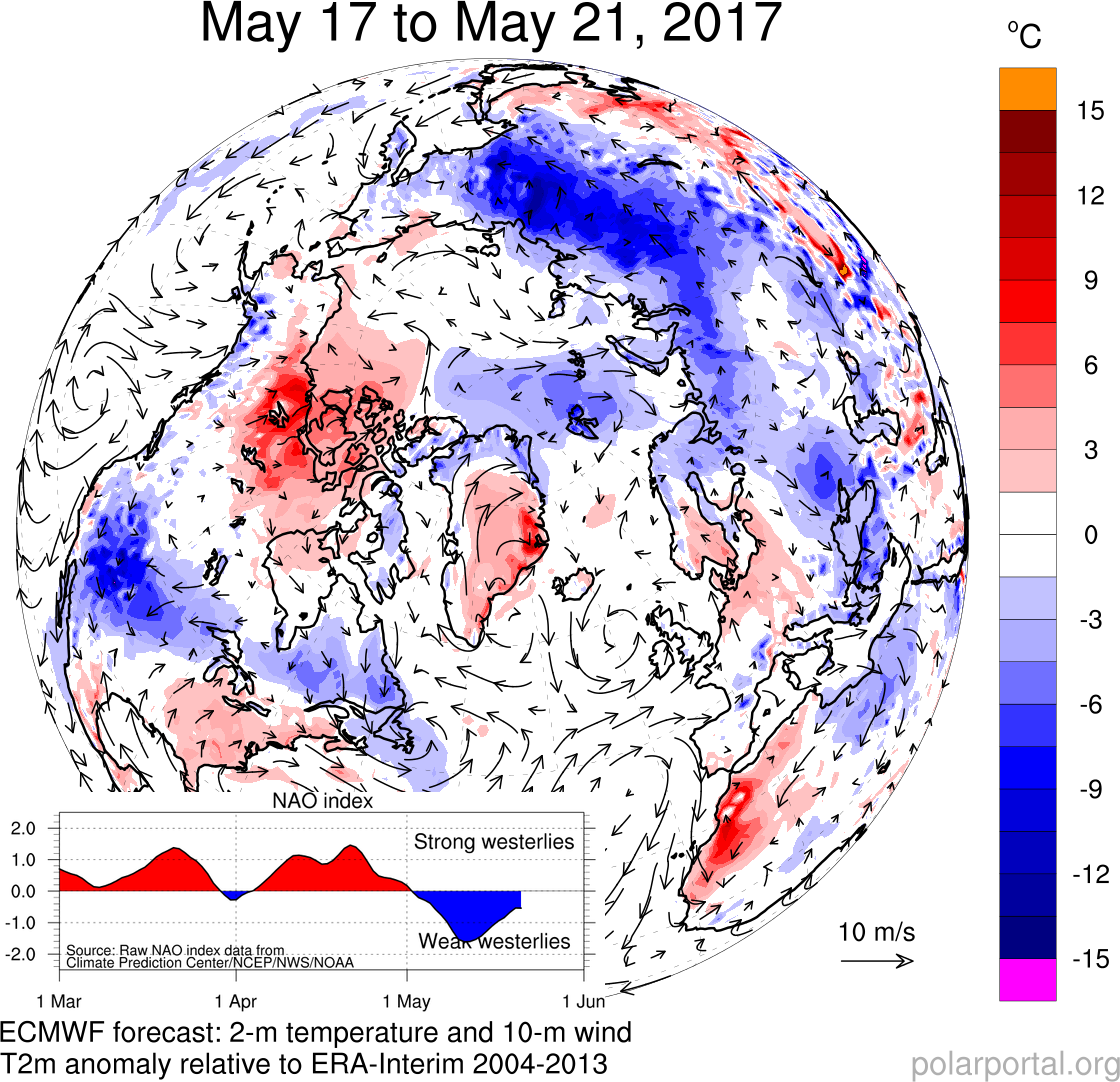 May 17 to May 21, 2017
°C
15
12
9
6
3
0
-3
-6
-9
-12
-15
NAO index
2.0
1.0
0.0
-1.0
-2.0
Strong westerlies
Weak westerlies
Source: Raw NAO index data from
Climate Prediction Center/NCEP/NWS/NOAA
1 Mar
1 Apr
1 May
1 Jun
10 m/s
ECMWF forecast: 2-m temperature and 10-m wind
T2m anomaly relative to ERA-Interim 2004-2013
polarportal.org